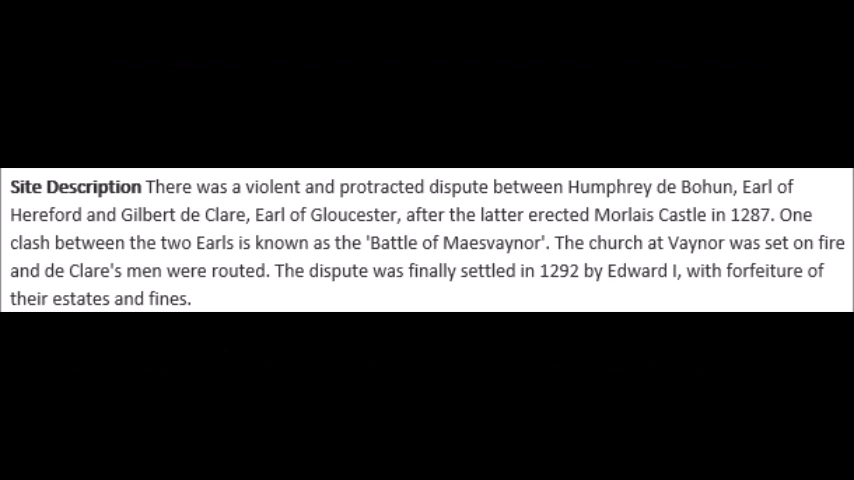 Site Description There was a violent and protracted dispute between Humphrey de Bohun, Earl of
Hereford and Gilbert de Clare, Earl of Gloucester, after the latter erected Morlais Castle in 1287. One
clash between the two Earls is known as the 'Battle of Maesvaynor'. The church at Vaynor was set on fire
and de Clare's men were routed. The dispute was finally settled in 1292 by Edward I, with forfeiture of
their estates and fines.